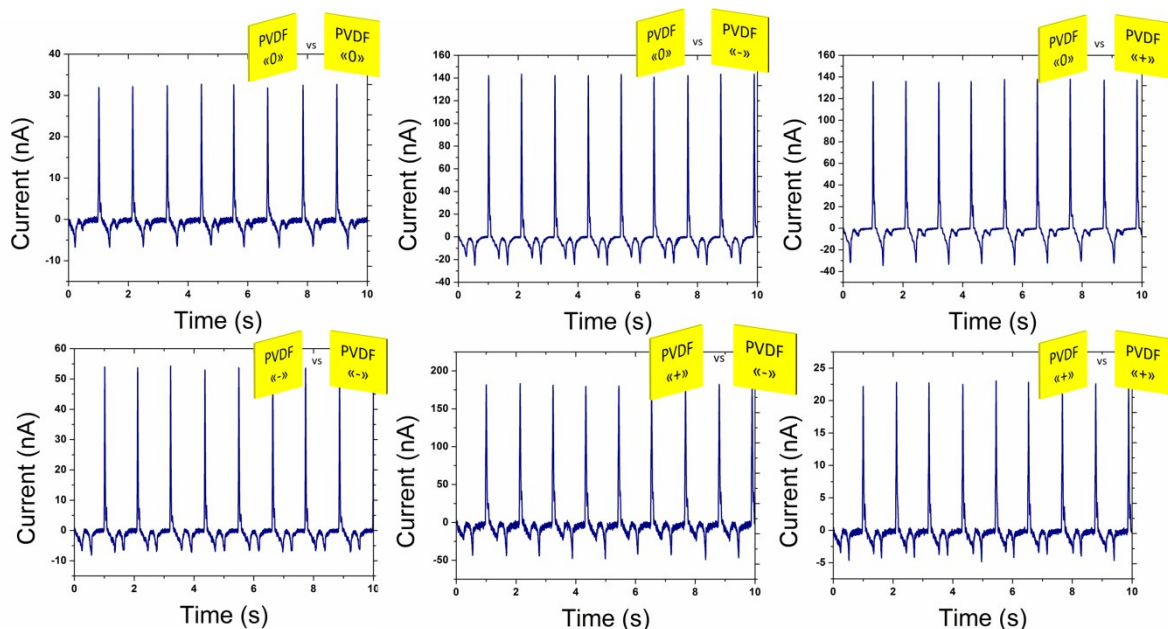 PVDF «0» vs PVDF «0»
Current (nA)
40
30
20
10
0
-10
0 2 4 6 8 10
Time (s)
PVDF «0» vs PVDF «-»
Current (nA)
160
140
120
100
80
60
40
20
0
-20
-40
0 2 4 6 8 10
Time (s)
PVDF «0» vs PVDF «+»
Current (nA)
160
140
120
100
80
60
40
20
0
-20
-40
0 2 4 6 8 10
Time (s)
PVDF «-» vs PVDF «-»
Current (nA)
60
50
40
30
20
10
0
-10
0 2 4 6 8 10
Time (s)
PVDF «+» vs PVDF «-»
Current (nA)
200
150
100
50
0
-50
0 2 4 6 8 10
Time (s)
PVDF «+» vs PVDF «+»
Current (nA)
25
20
15
10
5
0
-5
0 2 4 6 8 10
Time (s)